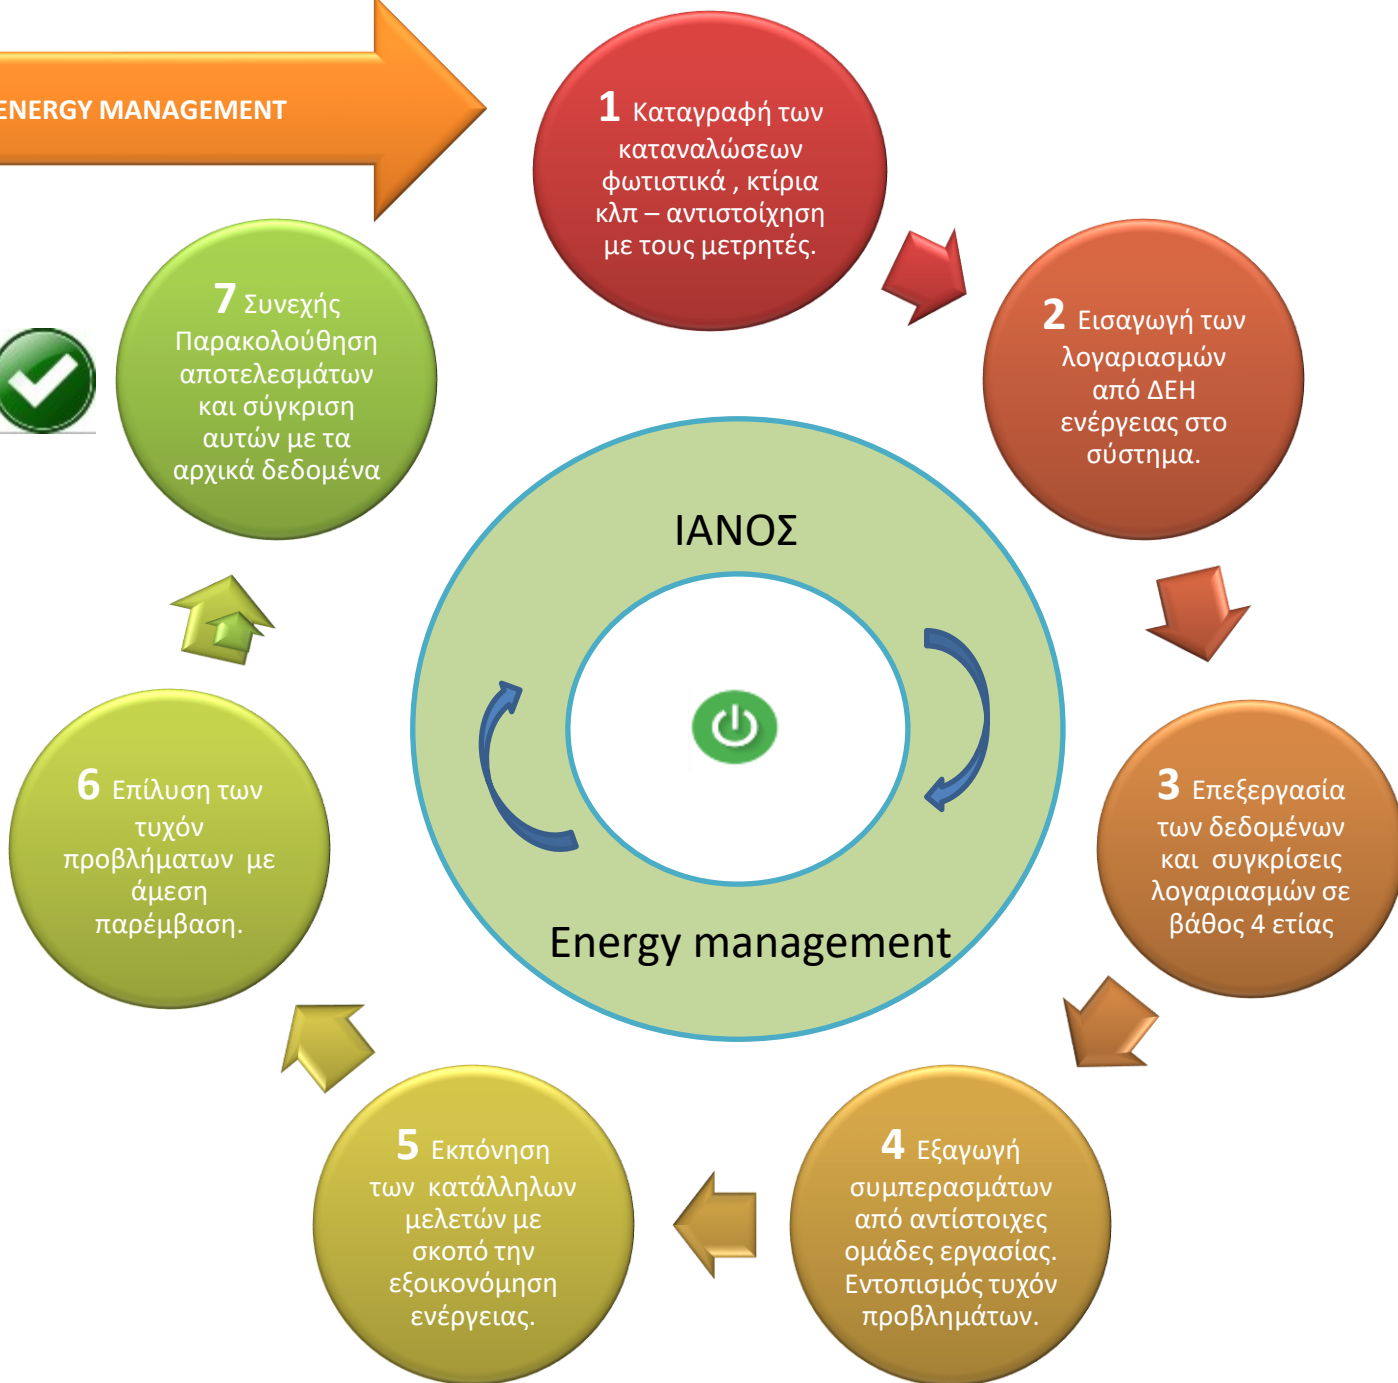 ENERGY MANAGEMENT
1 Καταγραφή των
καταναλώσεων
φωτιστικά , κτίρια
κλπ – αντιστοίχηση
με τους μετρητές.
2 Εισαγωγή των
λογαριασμών
από ΔΕΗ
ενέργειας στο
σύστημα.
3 Επεξεργασία
των δεδομένων
και συγκρίσεις
λογαριασμών σε
βάθος 4 ετίας
4 Εξαγωγή
συμπερασμάτων
από αντίστοιχες
ομάδες εργασίας.
Εντοπισμός τυχόν
προβλημάτων.
5 Εκπόνηση
των κατάλληλων
μελετών με
σκοπό την
εξοικονόμηση
ενέργειας.
6 Επίλυση των
τυχόν
προβλήματων με
άμεση
παρέμβαση.
7 Συνεχής
Παρακολούθηση
αποτελεσμάτων
και σύγκριση
αυτών με τα
αρχικά δεδομένα
ΙΑΝΟΣ
Energy management